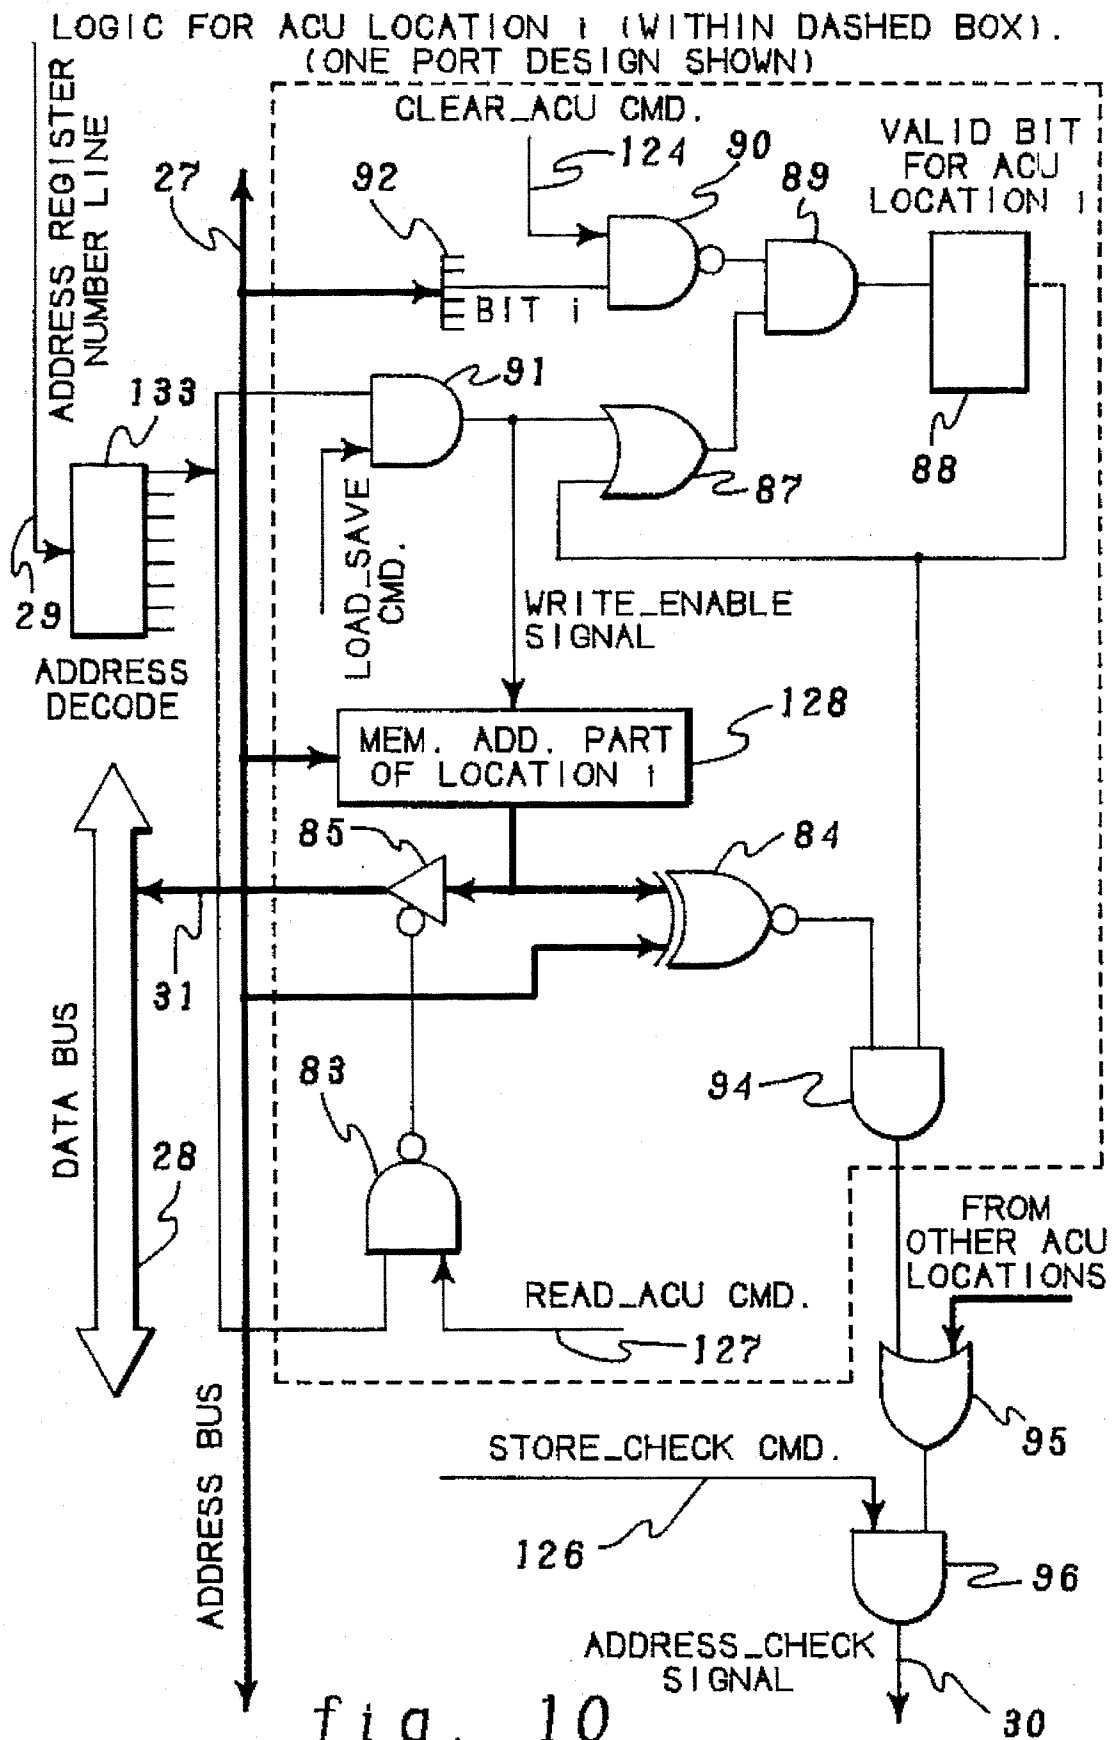 LOGIC FOR ACU LOCATION i (WITHIN DASHED BOX).
(ONE PORT DESIGN SHOWN)
ADDRESS REGISTER
NUMBER LINE
27
92
CLEAR_ACU CMD.
124
90
89
VALID BIT
FOR ACU
LOCATION i
BIT i
133
91
87
88
29
ADDRESS
DECODE
LOAD_SAVE
CMD.
WRITE_ENABLE
SIGNAL
MEM. ADD. PART
OF LOCATION i
128
85
84
31
DATA BUS
28
83
94
READ_ACU CMD.
127
FROM
OTHER ACU
LOCATIONS
95
ADDRESS BUS
STORE_CHECK CMD.
126
96
ADDRESS_CHECK
SIGNAL
30
fig. 10